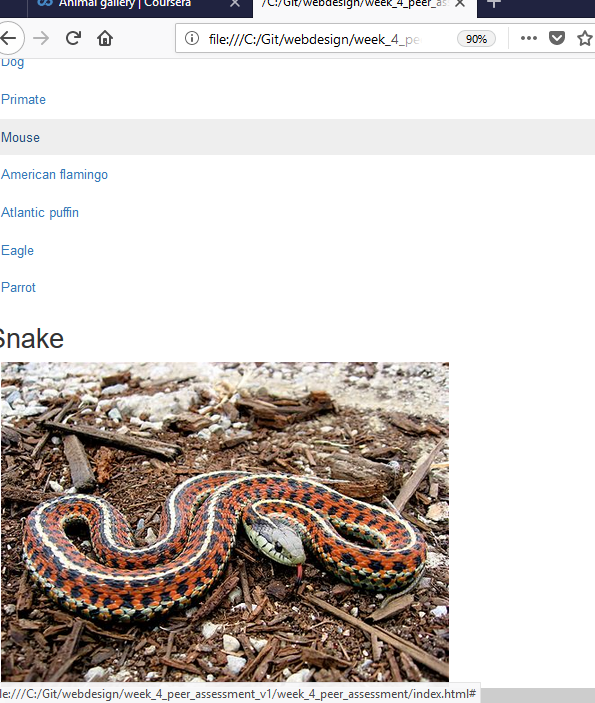 Animal gallery | Coursera
/C:/Git/webdesign/week_4_peer_as
file:///C:/Git/webdesign/week_4_pe
90%
Dog
Primate
Mouse
American flamingo
Atlantic puffin
Eagle
Parrot
Snake
le:///C:/Git/webdesign/week_4_peer_assessment_v1/week_4_peer_assessment/index.html#